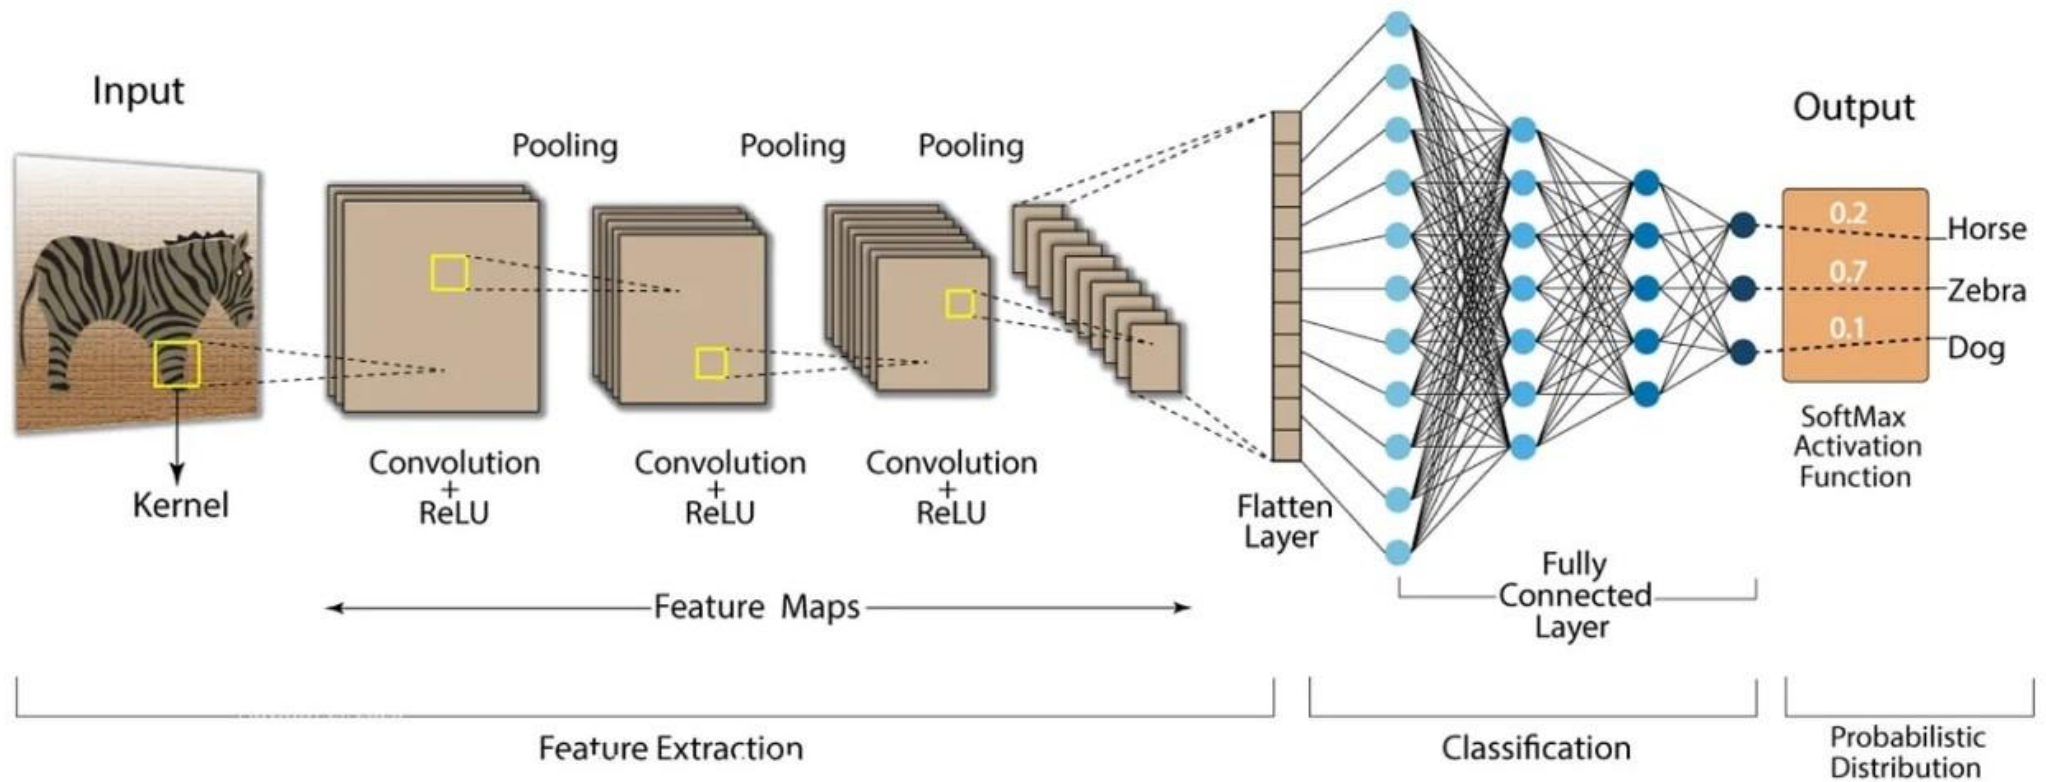 Input
Output
Pooling
Pooling
Pooling
0.2
Horse
0.7
Zebra
0.1
Dog
Kernel
Convolution
+
ReLU
Convolution
+
ReLU
Convolution
+
ReLU
Flatten
Layer
SoftMax
Activation
Function
Feature Maps
Fully
Connected
Layer
Feature Extraction
Classification
Probabilistic
Distribution